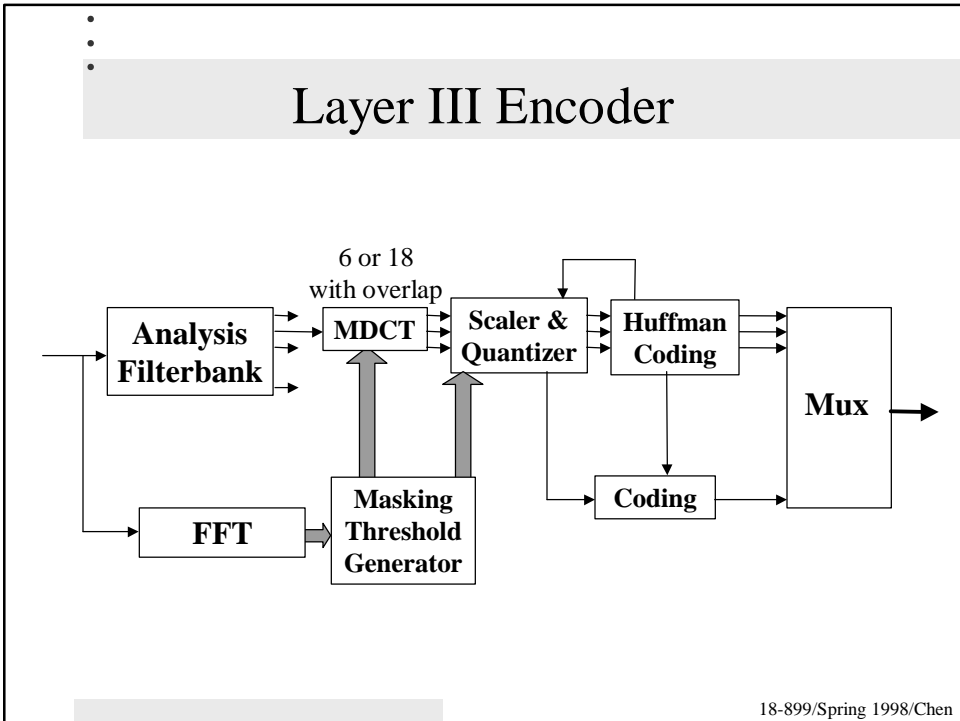 Layer III Encoder
6 or 18
with overlap
Analysis
Filterbank
MDCT
Scaler &
Quantizer
Huffman
Coding
Mux
FFT
Masking
Threshold
Generator
Coding
18-899/Spring 1998/Chen